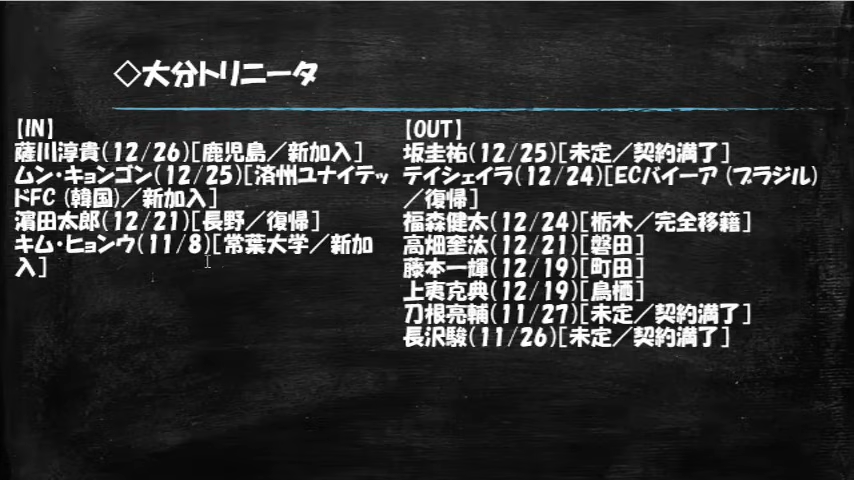 ◇大分トリニータ
【IN】
薩川淳貴(12/26)[鹿児島/新加入]
ムン・キョンゴン(12/25)[済州ユナイテッ
ドFC (韓国)/新加入]
濵田太郎(12/21)[長野/復帰]
キム・ヒョンウ(11/8)[常葉大学/新加
入]
【OUT】
坂圭祐(12/25)[未定/契約満了]
テイシェイラ(12/24)[ECバイーア (ブラジル)
/復帰]
福森健太(12/24)[栃木/完全移籍]
高畑奎汰(12/21)[磐田]
藤本一輝(12/19)[町田]
上夷克典(12/19)[鳥栖]
刀根亮輔(11/27)[未定/契約満了]
長沢駿(11/26)[未定/契約満了]